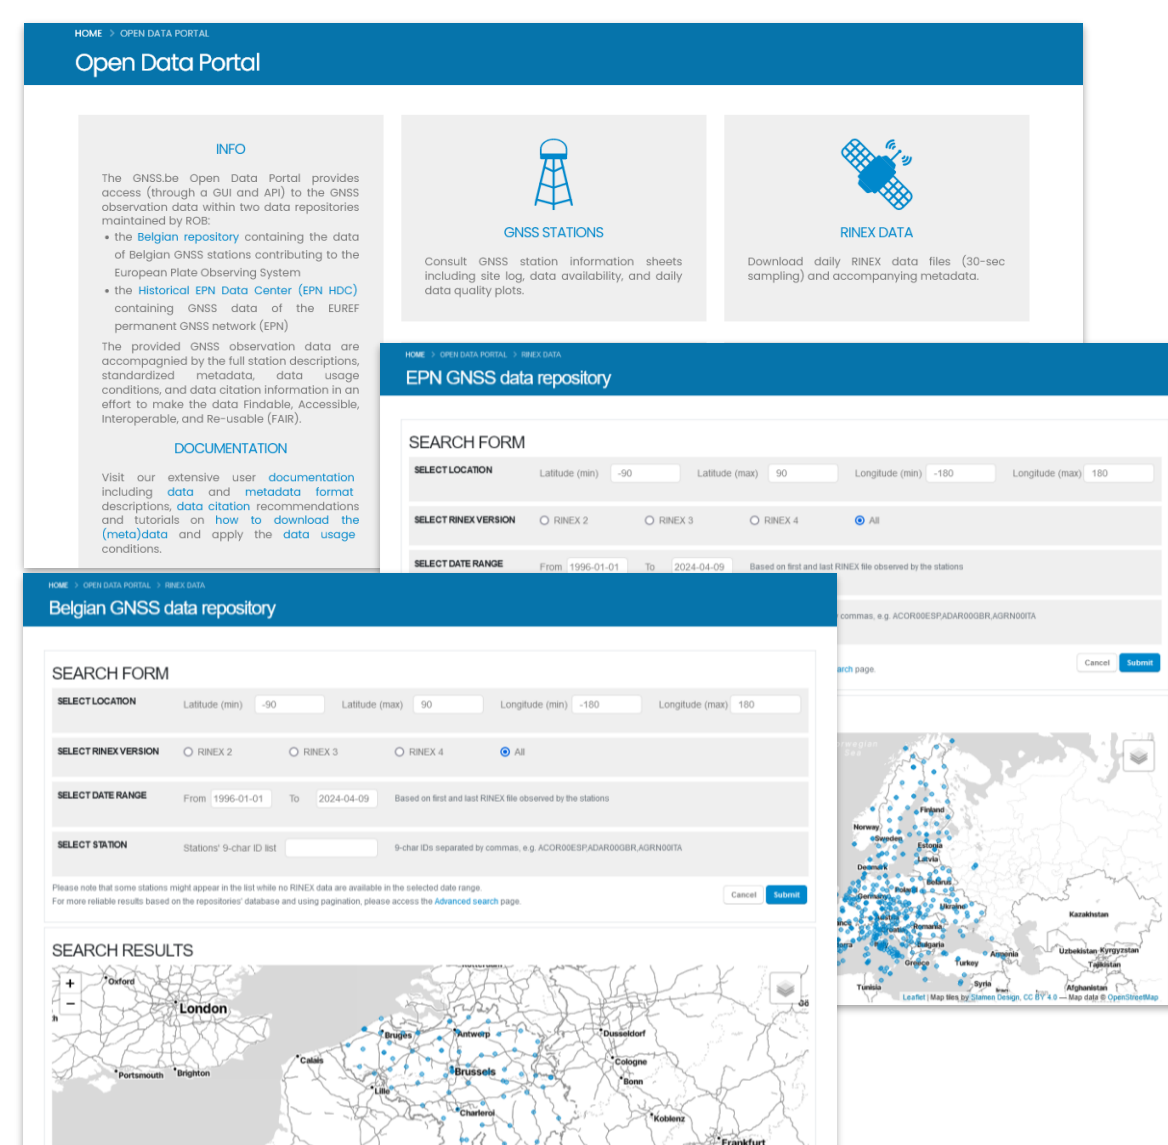 HOME > OPEN DATA PORTAL
Open Data Portal
INFO
The GNSS.be Open Data Portal provides
access (through a GUI and API) to the GNSS
observation data within two data repositories
maintained by ROB:
• the Belgian repository containing the data
of Belgian GNSS stations contributing to the
European Plate Observing System
• the Historical EPN Data Center (EPN HDC)
containing GNSS data of the EUREF
permanent GNSS network (EPN)
The provided GNSS observation data are
accompagnied by the full station descriptions,
standardized metadata, data usage
conditions, and data citation information in an
effort to make the data Findable, Accessible,
Interoperable, and Re-usable (FAIR).
DOCUMENTATION
Visit our extensive user documentation
including data and metadata format
descriptions, data citation recommendations
and tutorials on how to download the
(meta)data and apply the data usage
conditions.
GNSS STATIONS
Consult GNSS station information sheets
including site log, data availability, and daily
data quality plots.
RINEX DATA
Download daily RINEX data files (30-sec
sampling) and accompanying metadata.
HOME > OPEN DATA PORTAL > RINEX DATA
EPN GNSS data repository
SEARCH FORM
SELECT LOCATION Latitude (min) -90 Latitude (max) 90 Longitude (min) -180 Longitude (max) 180
SELECT RINEX VERSION RINEX 2 RINEX 3 RINEX 4 All
SELECT DATE RANGE From 1996-01-01 To 2024-04-09 Based on first and last RINEX file observed by the stations
commas, e.g. ACOR00ESP,ADAR00GBR,AGRN00ITA
arch page.
Cancel Submit
rwegian
Sea
Finland
Norway
Sweden
Estonia
Latvia
Denmark
Belarus
Poland
Germany
Ukraine
Kazakhstan
Austria
Romania
Bulgaria
Uzbekistan Kyrgyzstan
Armenia
Greece
Turkey
Tajikistan
Syria
Tunisia
Afghanistan
Leaflet | Map tiles by Stamen Design, CC BY 4.0 — Map data © OpenStreetMap
HOME > OPEN DATA PORTAL > RINEX DATA
Belgian GNSS data repository
SEARCH FORM
SELECT LOCATION Latitude (min) -90 Latitude (max) 90 Longitude (min) -180 Longitude (max) 180
SELECT RINEX VERSION RINEX 2 RINEX 3 RINEX 4 All
SELECT DATE RANGE From 1996-01-01 To 2024-04-09 Based on first and last RINEX file observed by the stations
SELECT STATION Stations' 9-char ID list 9-char IDs separated by commas, e.g. ACOR00ESP,ADAR00GBR,AGRN00ITA
Please note that some stations might appear in the list while no RINEX data are available in the selected date range.
For more reliable results based on the repositories' database and using pagination, please access the Advanced search page.
Cancel Submit
SEARCH RESULTS
+
−
Oxford
London
Bruges
Antwerp
Dusseldorf
Calais
Cologne
Portsmouth
Brighton
Brussels
Bonn
Lille
Charleroi
Koblenz
Frankfurt